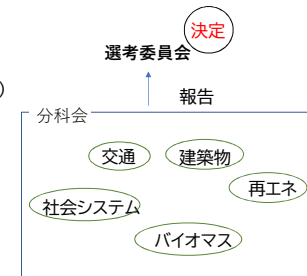 決定
選考委員会
報告
)
分科会
交通
建築物
再エネ
社会システム
バイオマス